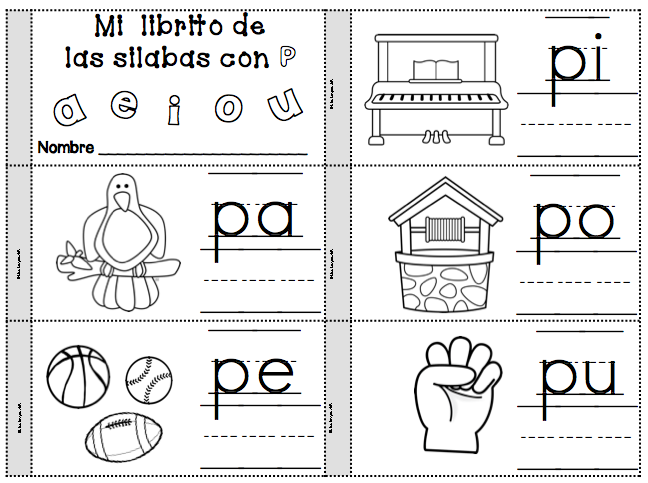 Mi librito de
las silabas con P
a e i o u
Nombre
pi
pa
po
pe
pu